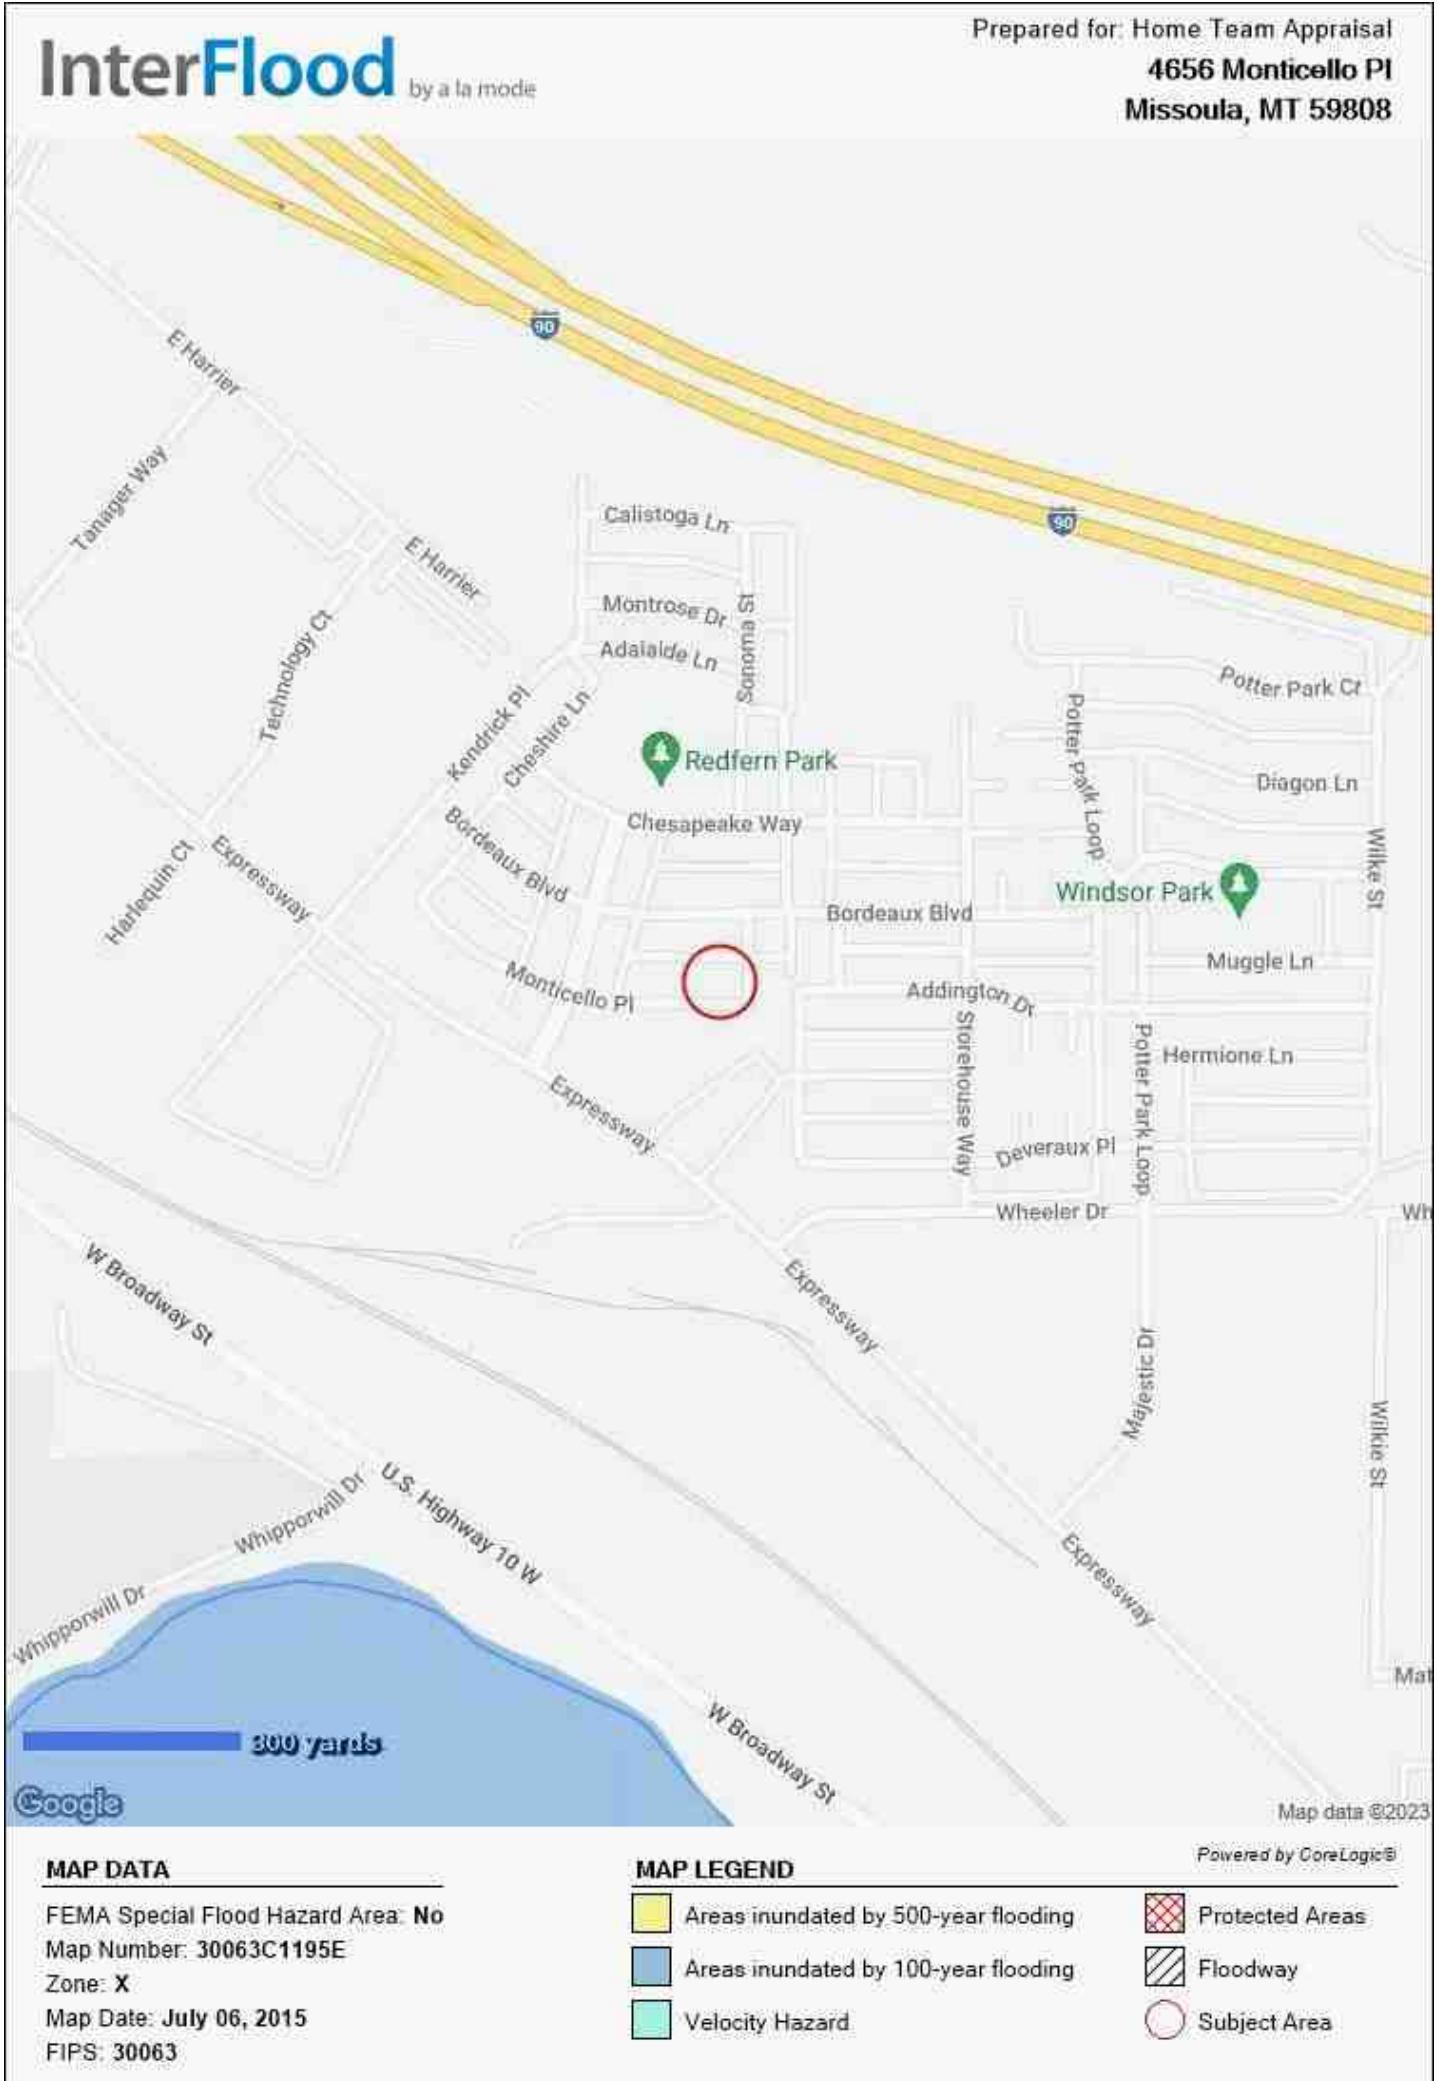 InterFlood by a la mode
Prepared for: Home Team Appraisal
4656 Monticello Pl
Missoula, MT 59808
90
E Harrier
Tanager Way
90
Calistoga Ln
E Harrier
Montrose Dr
Sonoma St
Adalaide Ln
Technology Ct
Potter Park Ct
Kendrick Pl
Cheshire Ln
Potter Park Loop
Redfern Park
Diagon Ln
Chesapeake Way
Bordeaux Blvd
Wilke St
Harlequin Ct
Expressway
Windsor Park
Bordeaux Blvd
Muggle Ln
Monticello Pl
Addington Dr
Storehouse Way
Potter Park Loop
Hermione Ln
Expressway
Deveraux Pl
Wheeler Dr
Wh
W Broadway St
Expressway
Majestic Dr
Wilkie St
Whipporwill Dr
U.S. Highway 10 W
Expressway
Whipporwill Dr
Mat
W Broadway St
300 yards
Google
Map data ©2023
Powered by CoreLogic®
MAP DATA
FEMA Special Flood Hazard Area: No
Map Number: 30063C1195E
Zone: X
Map Date: July 06, 2015
FIPS: 30063
MAP LEGEND
Areas inundated by 500-year flooding
Areas inundated by 100-year flooding
Velocity Hazard
Protected Areas
Floodway
Subject Area